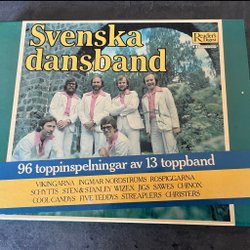 Svenska
dansband
Reader's
Digest
96 toppinspelningar av 13 toppband
VIKINGARNA INGMAR NORDSTRÖMS ROSPIGGARNA
SCHYTTS STEN & STANLEY WIZEX JIGS SAWES CHINOX
COOL CANDYS FIVE TEDDYS STREAPLERS CHRISTERS